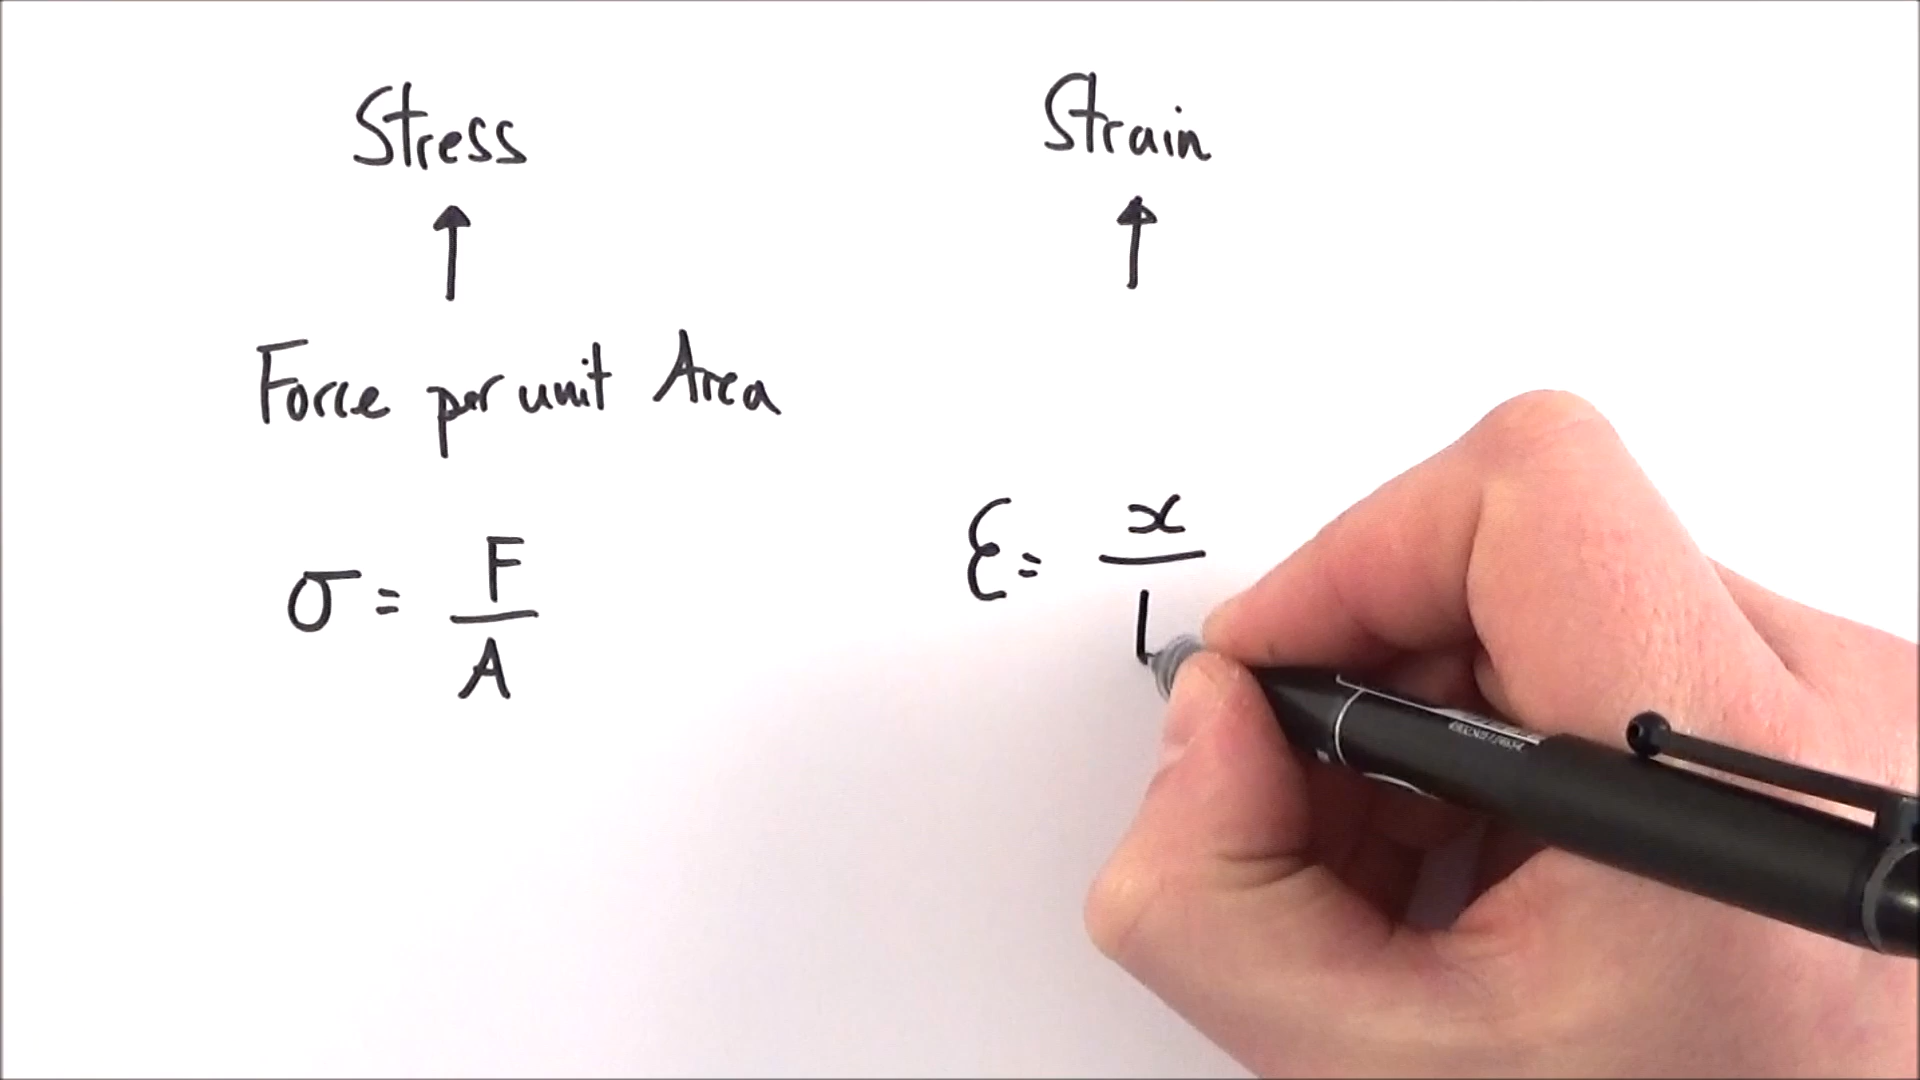 Stress
Strain
Force per unit Area
σ = F/A
ε = x/L